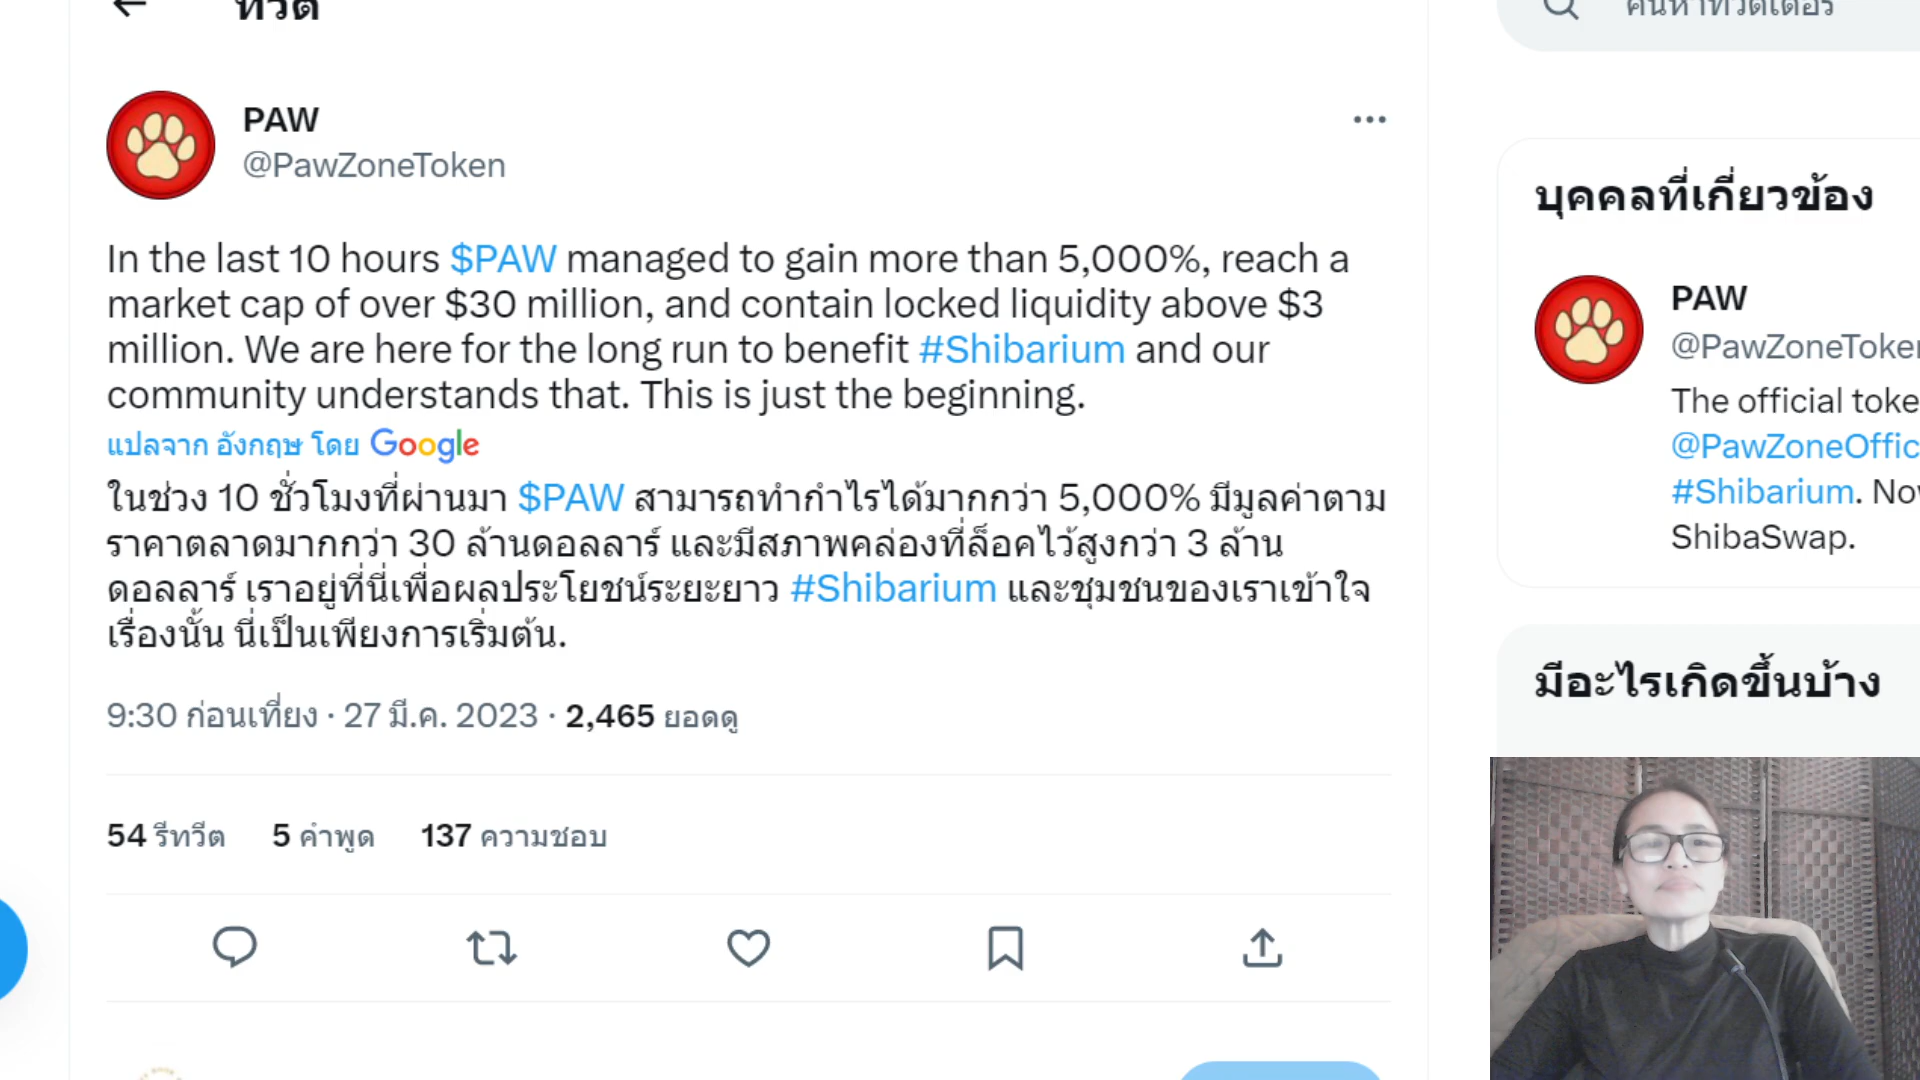 ทวีต
ค้นหาทวิตเตอร์
PAW
@PawZoneToken
In the last 10 hours $PAW managed to gain more than 5,000%, reach a
market cap of over $30 million, and contain locked liquidity above $3
million. We are here for the long run to benefit #Shibarium and our
community understands that. This is just the beginning.
แปลจาก อังกฤษ โดย Google
ในช่วง 10 ชั่วโมงที่ผ่านมา $PAW สามารถทำกำไรได้มากกว่า 5,000% มีมูลค่าตาม
ราคาตลาดมากกว่า 30 ล้านดอลลาร์ และมีสภาพคล่องที่ล็อคไว้สูงกว่า 3 ล้าน
ดอลลาร์ เราอยู่ที่นี่เพื่อผลประโยชน์ระยะยาว #Shibarium และชุมชนของเราเข้าใจ
เรื่องนั้น นี่เป็นเพียงการเริ่มต้น.
9:30 ก่อนเที่ยง · 27 มี.ค. 2023 · 2,465 ยอดดู
54 รีทวีต 5 คำพูด 137 ความชอบ
บุคคลที่เกี่ยวข้อง
PAW
@PawZoneToken
The official toke
@PawZoneOffic
#Shibarium. Nov
ShibaSwap.
มีอะไรเกิดขึ้นบ้าง